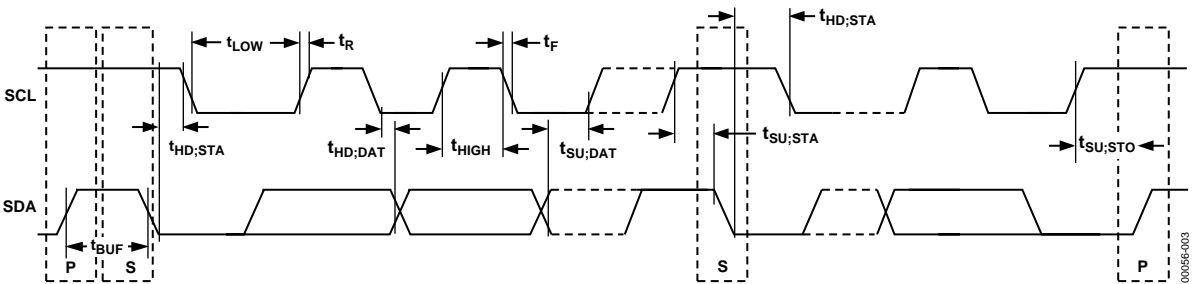 tLOW
tR
tF
tHD;STA
SCL
tHD;STA
tHD;DAT
tHIGH
tSU;DAT
tSU;STA
tSU;STO
SDA
tBUF
P
S
S
P
00056-003